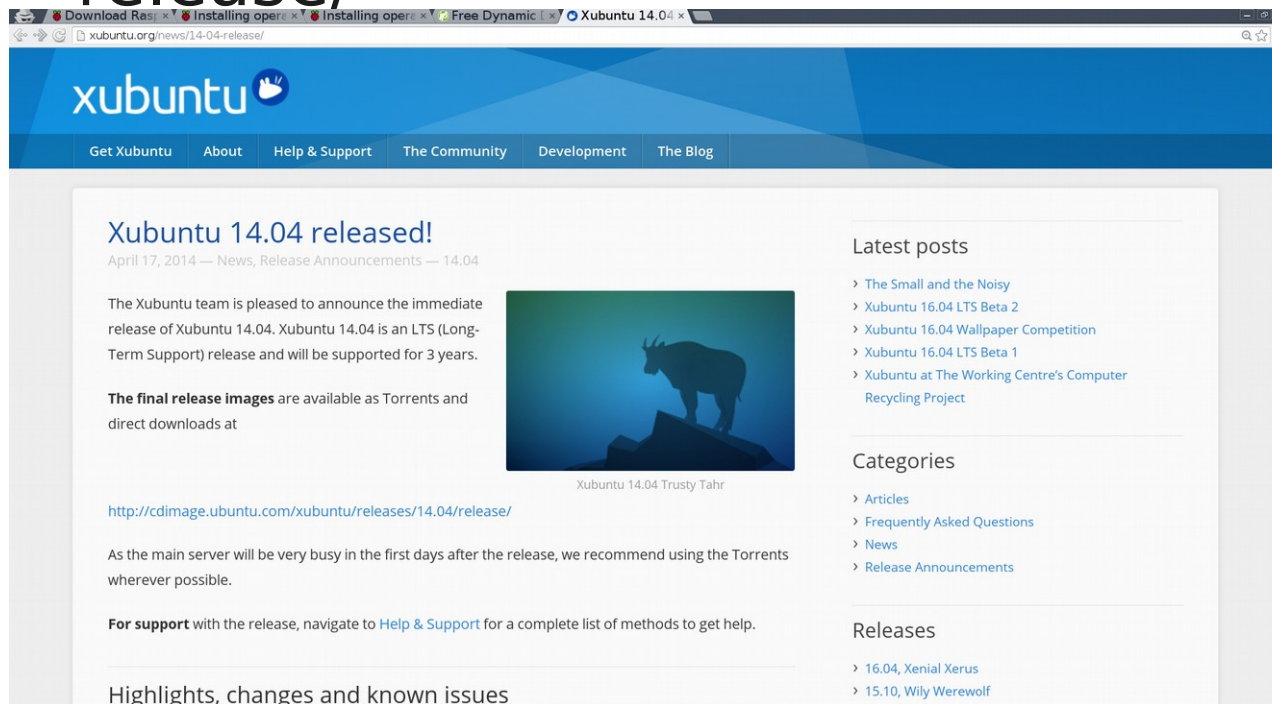 release/
Download Rasp
Installing opera
Installing opera
Free Dynamic
Xubuntu 14.04
xubuntu.org/news/14-04-release/
xubuntu
Get Xubuntu About Help & Support The Community Development The Blog
Xubuntu 14.04 released!
April 17, 2014 — News, Release Announcements — 14.04
The Xubuntu team is pleased to announce the immediate
release of Xubuntu 14.04. Xubuntu 14.04 is an LTS (Long-
Term Support) release and will be supported for 3 years.
The final release images are available as Torrents and
direct downloads at
Xubuntu 14.04 Trusty Tahr
http://cdimage.ubuntu.com/xubuntu/releases/14.04/release/
As the main server will be very busy in the first days after the release, we recommend using the Torrents
wherever possible.
For support with the release, navigate to Help & Support for a complete list of methods to get help.
Highlights, changes and known issues
Latest posts
The Small and the Noisy
Xubuntu 16.04 LTS Beta 2
Xubuntu 16.04 Wallpaper Competition
Xubuntu 16.04 LTS Beta 1
Xubuntu at The Working Centre’s Computer
Recycling Project
Categories
Articles
Frequently Asked Questions
News
Release Announcements
Releases
16.04, Xenial Xerus
15.10, Wily Werewolf